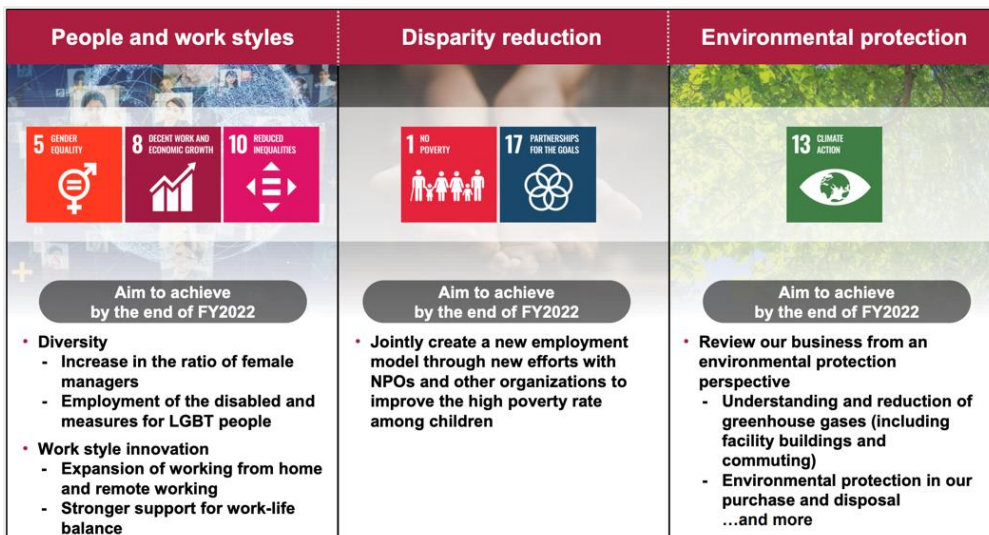 People and work styles
5 GENDER
EQUALITY
8 DECENT WORK AND
ECONOMIC GROWTH
10 REDUCED
INEQUALITIES
Aim to achieve
by the end of FY2022
• Diversity
- Increase in the ratio of female
managers
- Employment of the disabled and
measures for LGBT people
• Work style innovation
- Expansion of working from home
and remote working
- Stronger support for work-life
balance
Disparity reduction
1 NO
POVERTY
17 PARTNERSHIPS
FOR THE GOALS
Aim to achieve
by the end of FY2022
• Jointly create a new employment
model through new efforts with
NPOs and other organizations to
improve the high poverty rate
among children
Environmental protection
13 CLIMATE
ACTION
Aim to achieve
by the end of FY2022
• Review our business from an
environmental protection
perspective
- Understanding and reduction of
greenhouse gases (including
facility buildings and
commuting)
- Environmental protection in our
purchase and disposal
…and more